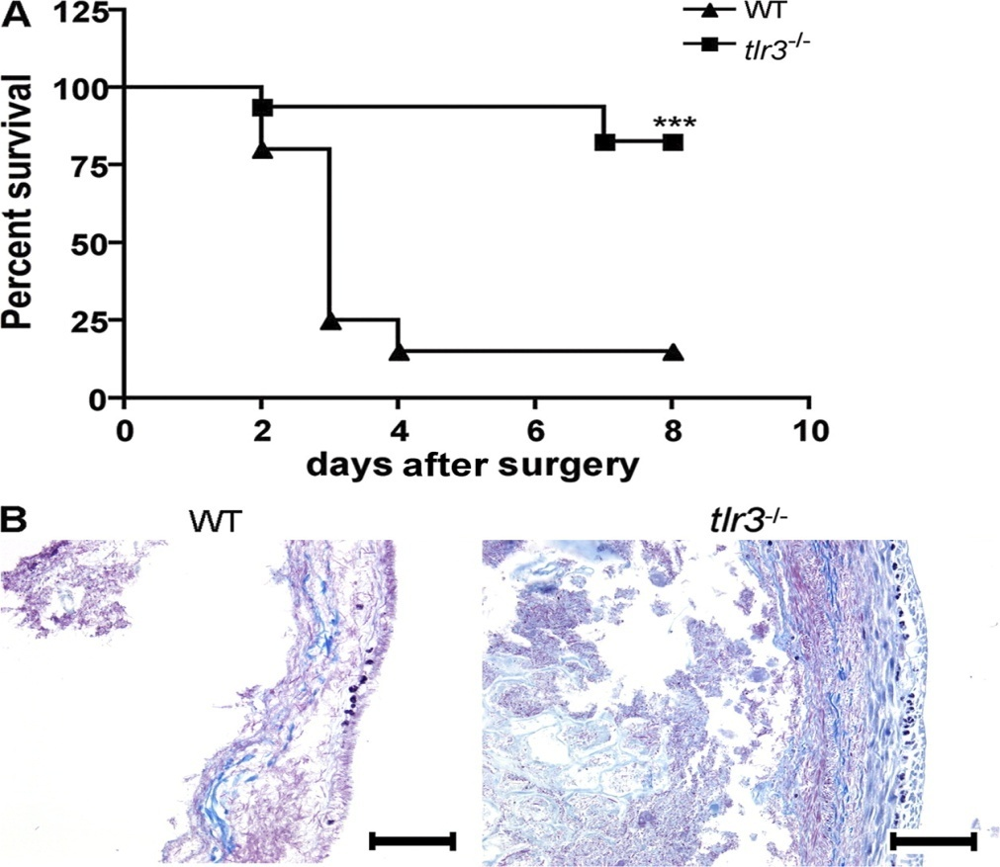 A
125
100
75
50
25
0
Percent survival
WT
tlr3-/-
***
0 2 4 6 8 10
days after surgery
B
WT
tlr3-/-